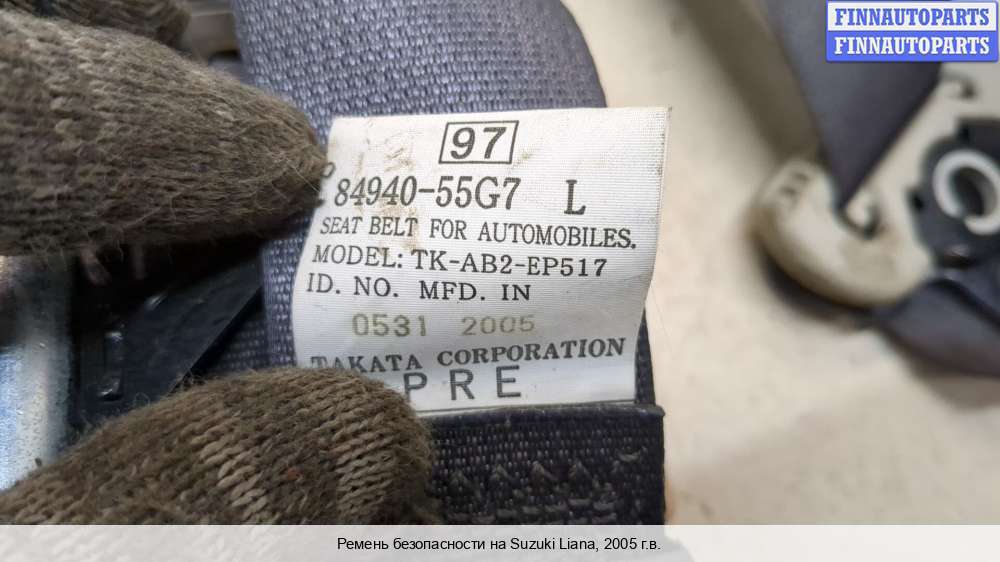 FINNAUTOPARTS
FINNAUTOPARTS
97
84940-55G7 L
SEAT BELT FOR AUTOMOBILES.
MODEL: TK-AB2-EP517
ID. NO. MFD. IN
0531 2005
TAKATA CORPORATION
PRE
Ремень безопасности на Suzuki Liana, 2005 г.в.